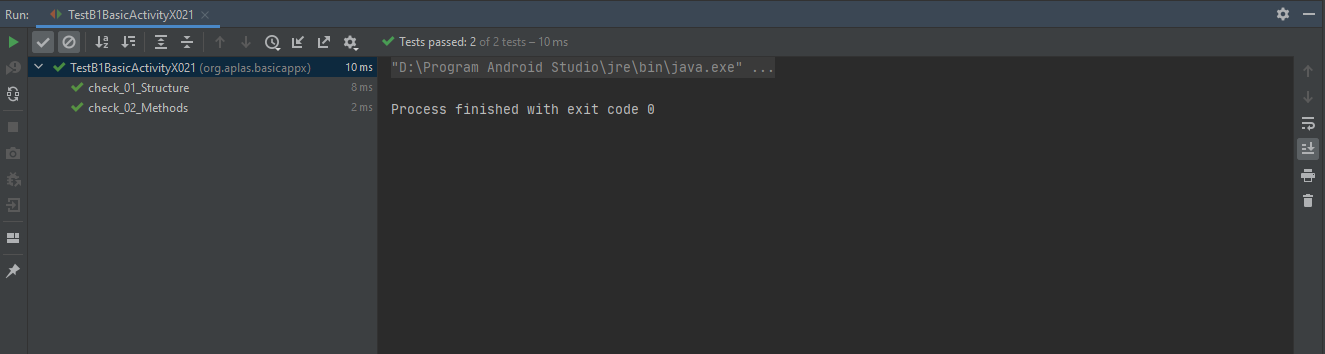 Run: TestB1BasicActivityX021
Tests passed: 2 of 2 tests – 10 ms
TestB1BasicActivityX021 (org.aplas.basicappx) 10 ms
check_01_Structure 8 ms
check_02_Methods 2 ms
"D:\Program Android Studio\jre\bin\java.exe" ...
Process finished with exit code 0